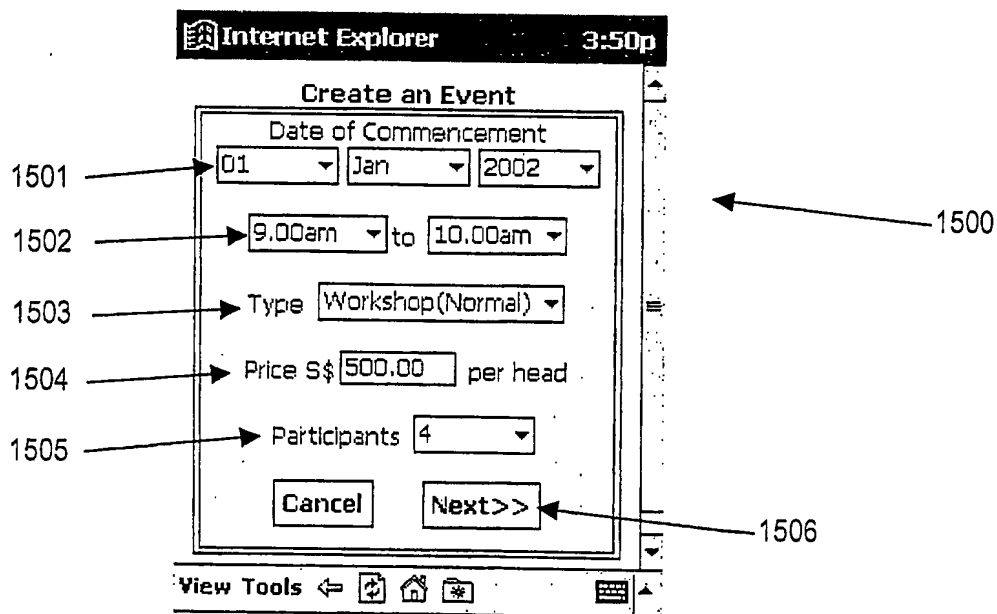 Internet Explorer 3:50p
Create an Event
Date of Commencement
1501 01 Jan 2002
1500
1502 9.00am to 10.00am
1503 Type Workshop(Normal)
1504 Price S$ 500.00 per head
1505 Participants 4
Cancel Next>>
1506
View Tools